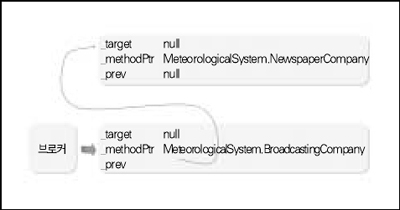 _target null
_methodPtr MeteorologicalSystem.NewspaperCompany
_prev null
브로커
_target null
_methodPtr MeteorologicalSystem.BroadcastingCompany
_prev